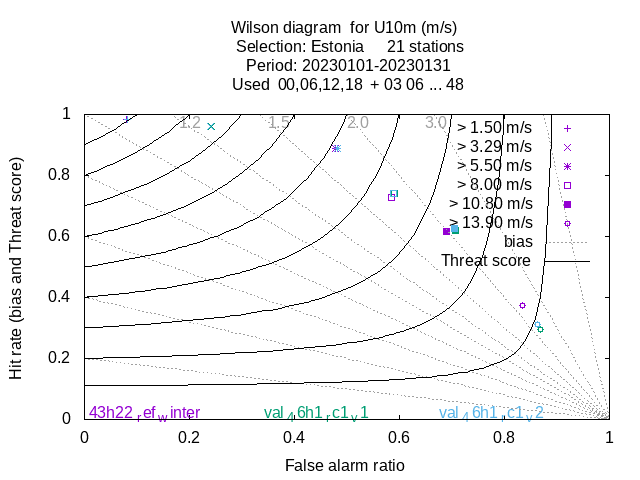 Wilson diagram  for U10m (m/s)
Selection: Estonia     21 stations
Period: 20230101-20230131
Used  00,06,12,18  + 03 06 ... 48
Hit rate (bias and Threat score)
1
0.8
0.6
0.4
0.2
0
1.2
1.5
2.0
3.0
> 1.50 m/s
> 3.29 m/s
> 5.50 m/s
> 8.00 m/s
> 10.80 m/s
> 13.90 m/s
bias
Threat score
43h22_ref_winter
val_46h1_rc1_v1
val_46h1_rc1_v2
0 0.2 0.4 0.6 0.8 1
False alarm ratio